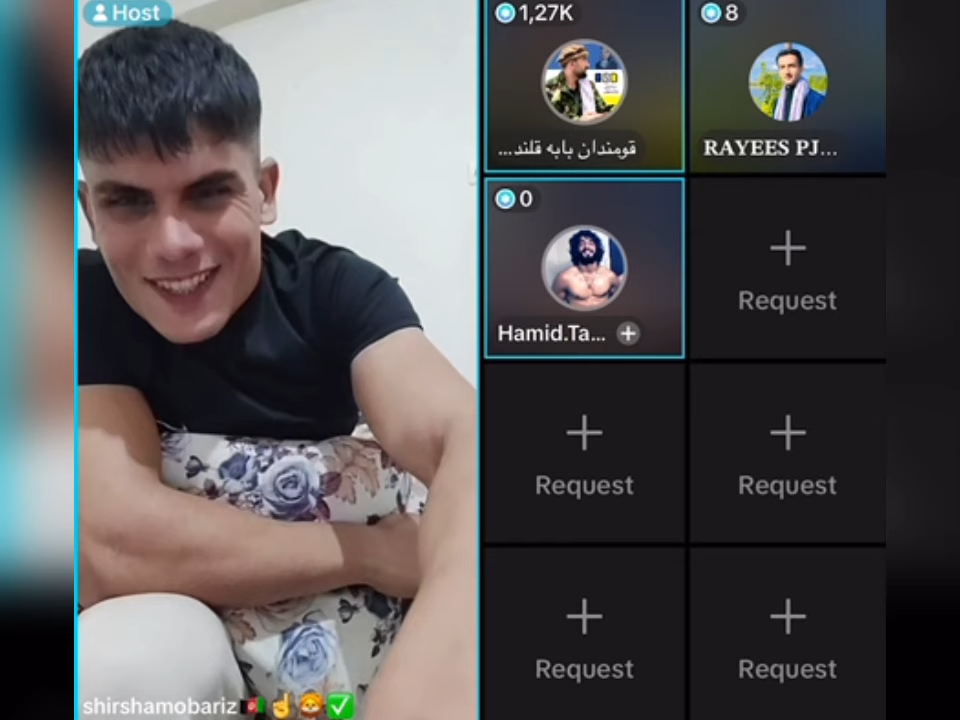 Host
shirshamobariz🇦🇫☝️🦁✅
1,27K
قومندان بابه قلند...
8
RAYEES PJ...
0
Hamid.Ta...
Request
Request
Request
Request
Request